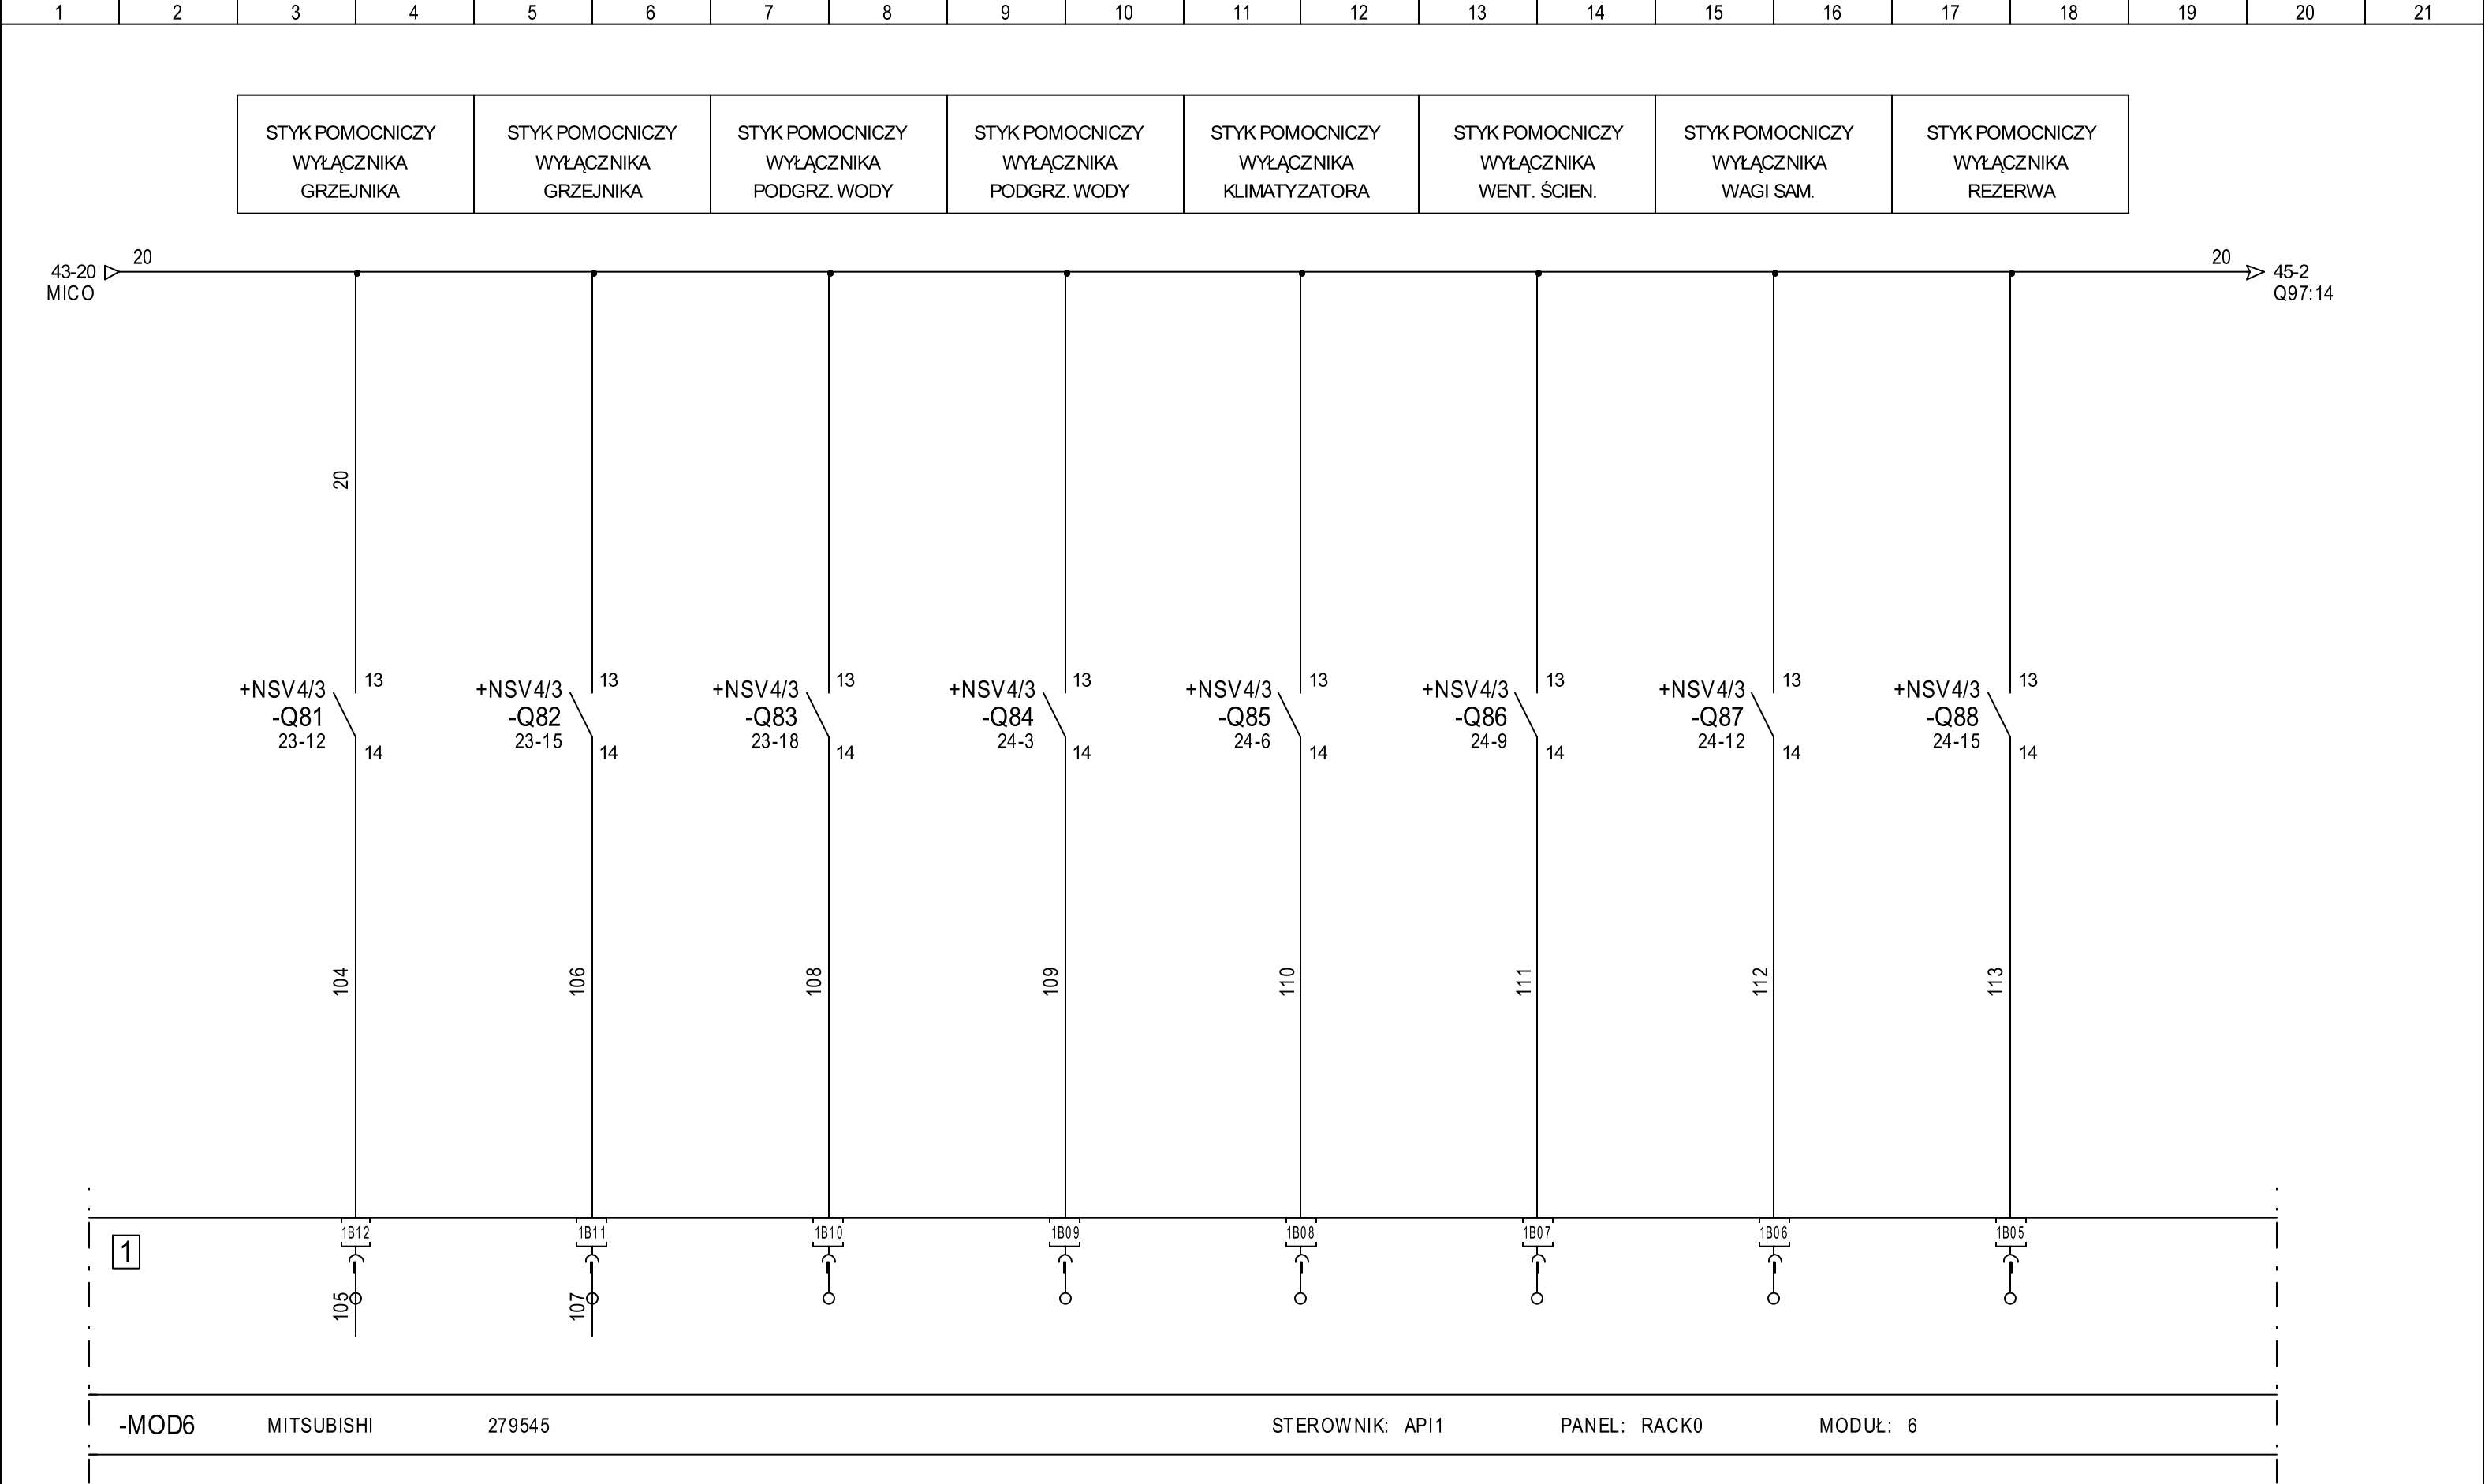 1 2 3 4 5 6 7 8 9 10 11 12 13 14 15 16 17 18 19 20 21
STYK POMOCNICZY
WYŁĄCZNIKA
GRZEJNIKA
STYK POMOCNICZY
WYŁĄCZNIKA
GRZEJNIKA
STYK POMOCNICZY
WYŁĄCZNIKA
PODGRZ. WODY
STYK POMOCNICZY
WYŁĄCZNIKA
PODGRZ. WODY
STYK POMOCNICZY
WYŁĄCZNIKA
KLIMATYZATORA
STYK POMOCNICZY
WYŁĄCZNIKA
WENT. ŚCIEN.
STYK POMOCNICZY
WYŁĄCZNIKA
WAGI SAM.
STYK POMOCNICZY
WYŁĄCZNIKA
REZERWA
43-20
MICO
20
20
45-2
Q97:14
20
+NSV4/3
-Q81
23-12
13
14
+NSV4/3
-Q82
23-15
13
14
+NSV4/3
-Q83
23-18
13
14
+NSV4/3
-Q84
24-3
13
14
+NSV4/3
-Q85
24-6
13
14
+NSV4/3
-Q86
24-9
13
14
+NSV4/3
-Q87
24-12
13
14
+NSV4/3
-Q88
24-15
13
14
104
106
108
109
110
111
112
113
1
1B12
1B11
1B10
1B09
1B08
1B07
1B06
1B05
105
107
-MOD6 MITSUBISHI 279545 STEROWNIK: API1 PANEL: RACK0 MODUŁ: 6